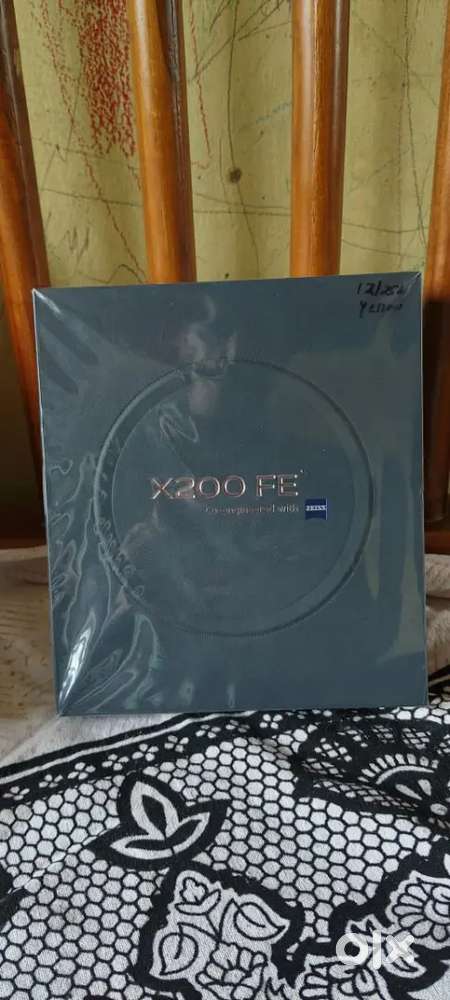 12/256
Yellow
X200 FE
Co-engineered with ZEISS
olx